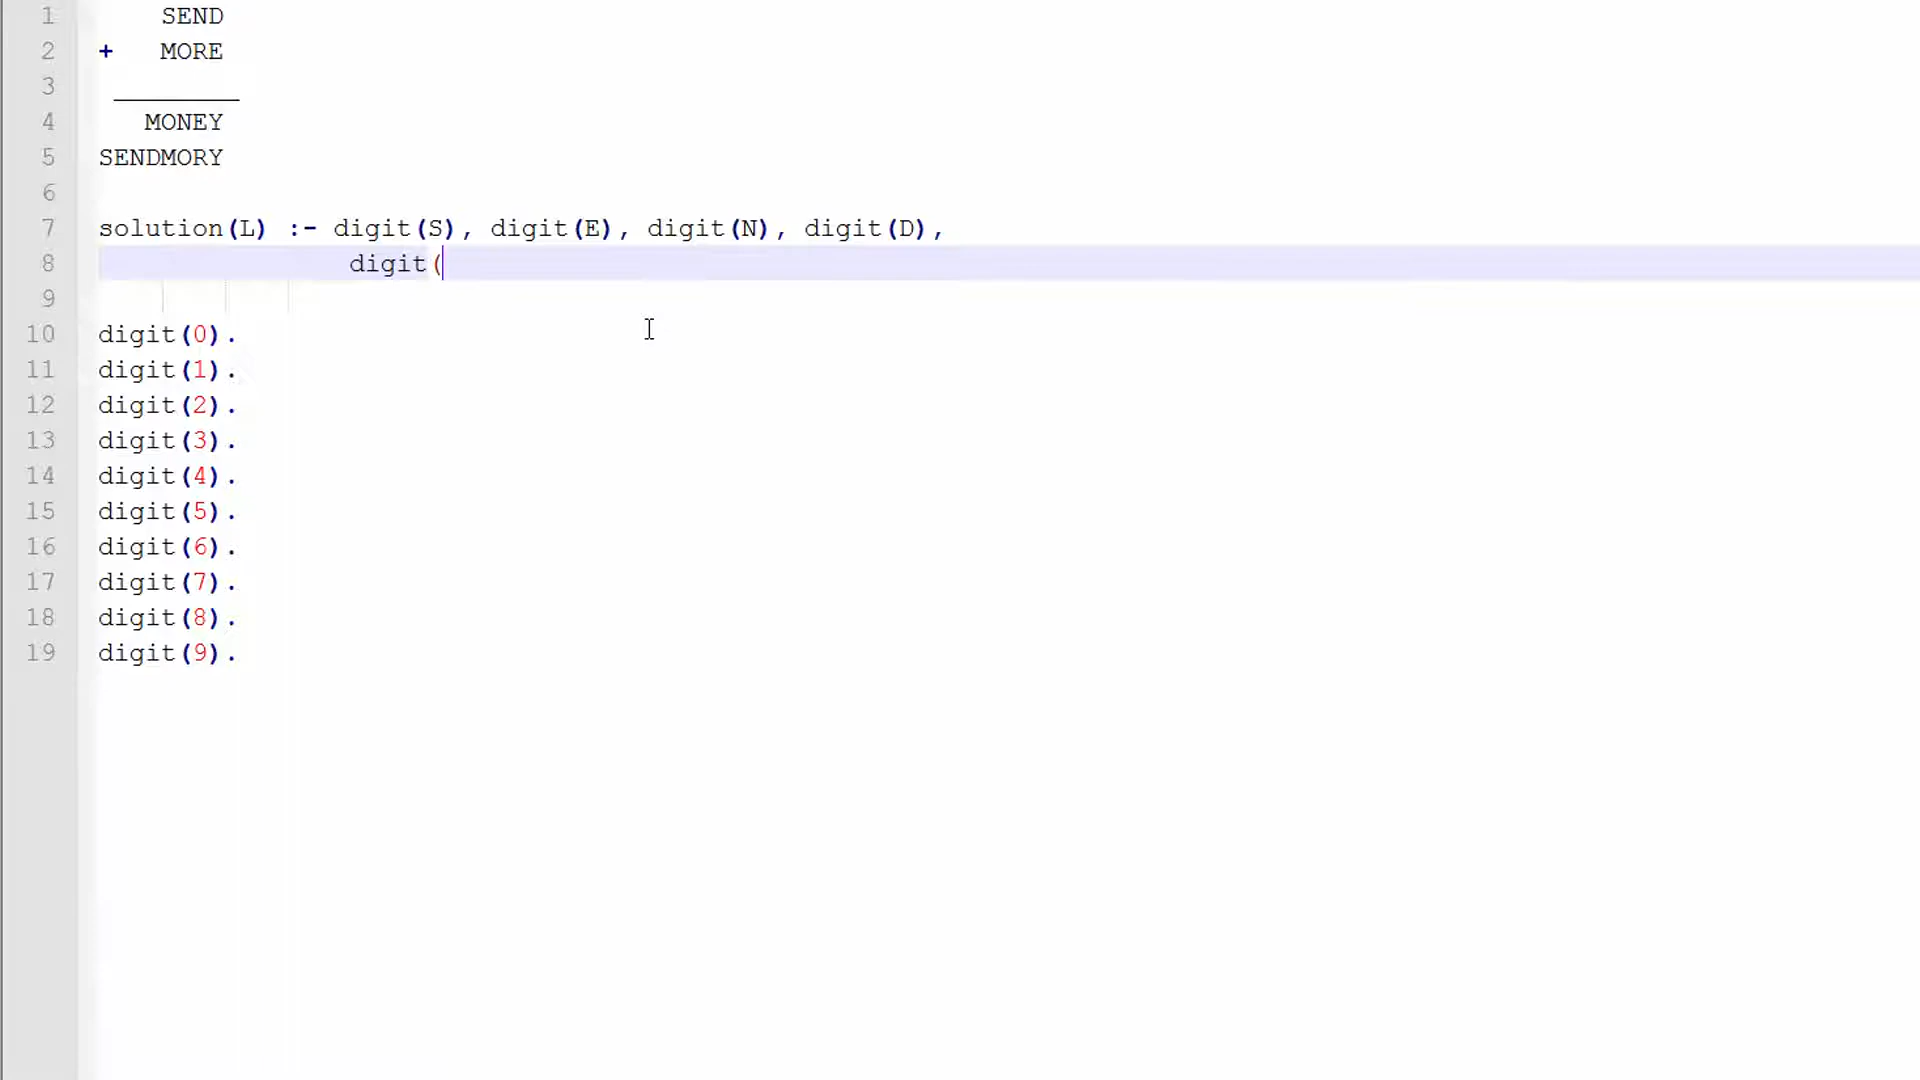 1 SEND
2 + MORE
3 ________
4 MONEY
5 SENDMORY
6
7 solution(L) :- digit(S), digit(E), digit(N), digit(D),
8 digit(
9
10 digit(0).
11 digit(1).
12 digit(2).
13 digit(3).
14 digit(4).
15 digit(5).
16 digit(6).
17 digit(7).
18 digit(8).
19 digit(9).